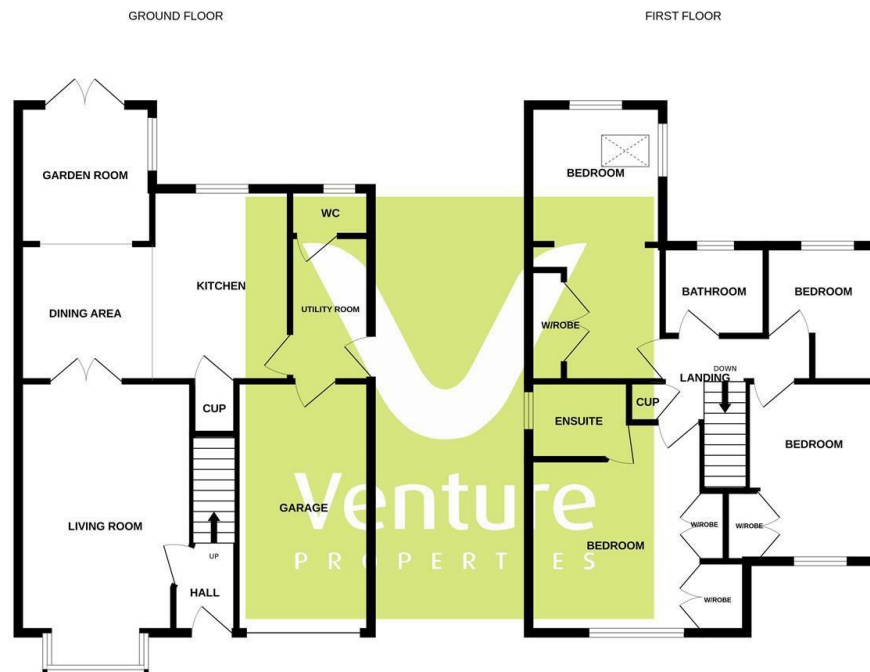 GROUND FLOOR
GARDEN ROOM
WC
KITCHEN
UTILITY ROOM
DINING AREA
CUP
GARAGE
LIVING ROOM
UP
HALL
FIRST FLOOR
BEDROOM
BATHROOM
BEDROOM
W/ROBE
DOWN
LANDING
CUP
ENSUITE
BEDROOM
BEDROOM
W/ROBE
W/ROBE
W/ROBE
Venture
PROPERTIES